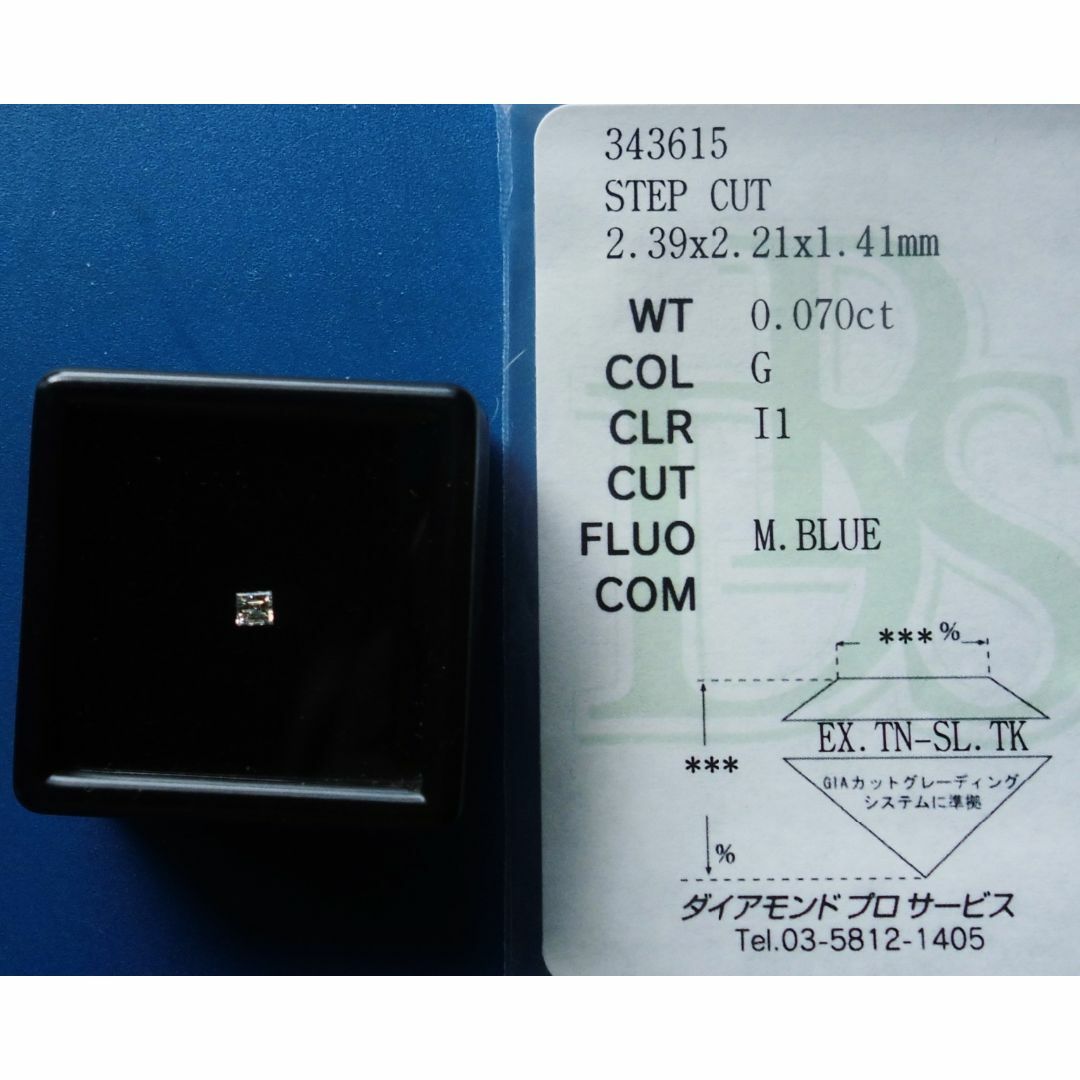 343615
STEP CUT
2.39x2.21x1.41mm
WT 0.070ct
COL G
CLR I1
CUT
FLUO M.BLUE
COM
***%
EX.TN-SL.TK
***
GIAカットグレーディング
システムに準拠
%
ダイアモンド プロ サービス
Tel.03-5812-1405